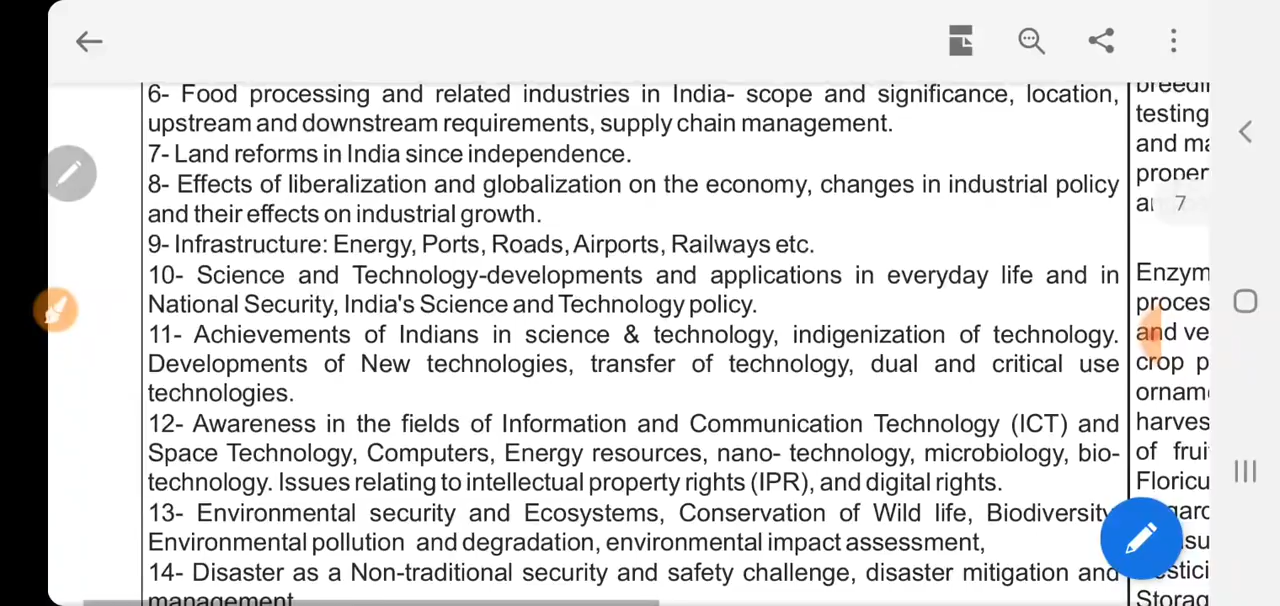 6- Food processing and related industries in India- scope and significance, location,
upstream and downstream requirements, supply chain management.
7- Land reforms in India since independence.
8- Effects of liberalization and globalization on the economy, changes in industrial policy
and their effects on industrial growth.
9- Infrastructure: Energy, Ports, Roads, Airports, Railways etc.
10- Science and Technology-developments and applications in everyday life and in
National Security, India's Science and Technology policy.
11- Achievements of Indians in science & technology, indigenization of technology.
Developments of New technologies, transfer of technology, dual and critical use
technologies.
12- Awareness in the fields of Information and Communication Technology (ICT) and
Space Technology, Computers, Energy resources, nano- technology, microbiology, bio-
technology. Issues relating to intellectual property rights (IPR), and digital rights.
13- Environmental security and Ecosystems, Conservation of Wild life, Biodiversity
Environmental pollution and degradation, environmental impact assessment,
14- Disaster as a Non-traditional security and safety challenge, disaster mitigation and
management
testing
and ma
proper
7
Enzym
proces
and ve
crop p
orname
harves
of frui
Floricu
Storag